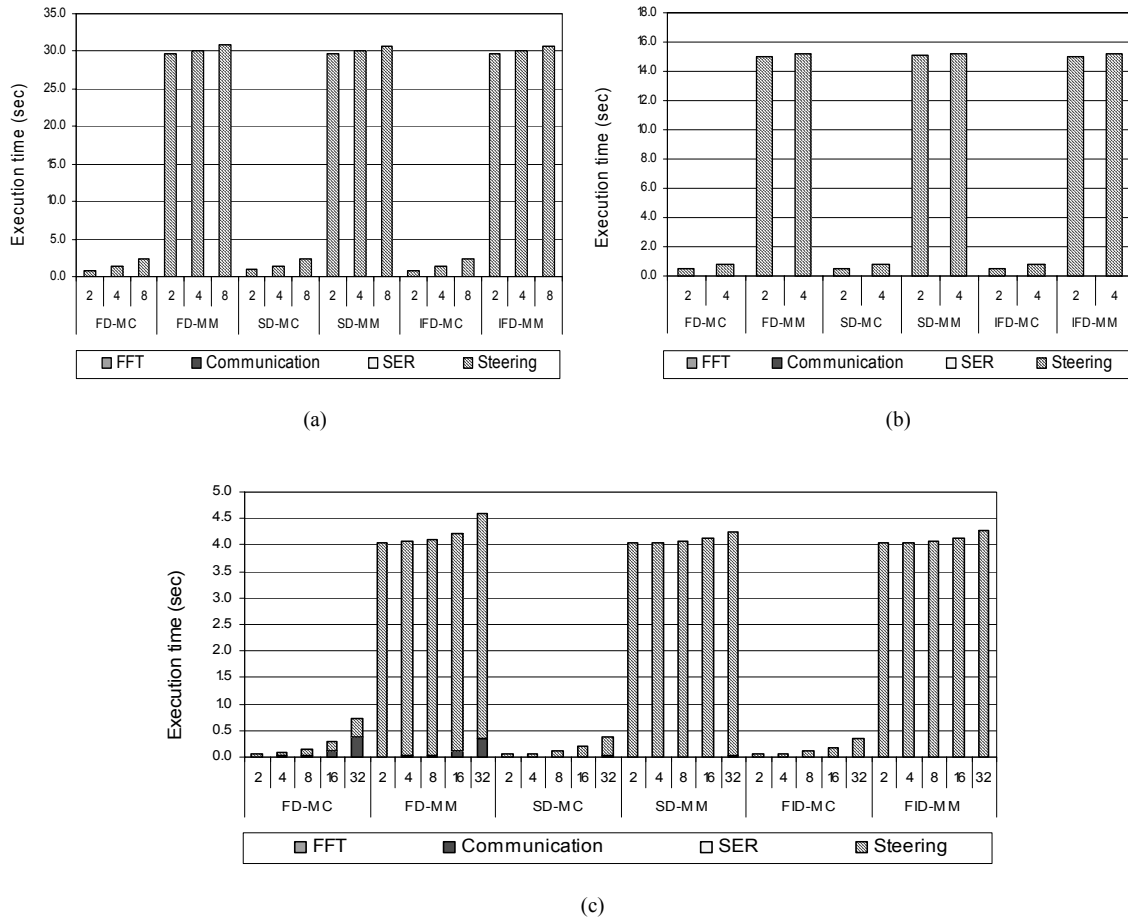 35.0
30.0
25.0
20.0
15.0
10.0
5.0
0.0
Execution time (sec)
2 4 8 2 4 8 2 4 8 2 4 8 2 4 8 2 4 8
FD-MC FD-MM SD-MC SD-MM IFD-MC IFD-MM
FFT Communication SER Steering
(a)
18.0
16.0
14.0
12.0
10.0
8.0
6.0
4.0
2.0
0.0
Execution time (sec)
2 4 2 4 2 4 2 4 2 4 2 4
FD-MC FD-MM SD-MC SD-MM IFD-MC IFD-MM
FFT Communication SER Steering
(b)
5.0
4.5
4.0
3.5
3.0
2.5
2.0
1.5
1.0
0.5
0.0
Execution time (sec)
2 4 8 16 32 2 4 8 16 32 2 4 8 16 32 2 4 8 16 32 2 4 8 16 32 2 4 8 16 32
FD-MC FD-MM SD-MC SD-MM FID-MC FID-MM
FFT Communication SER Steering
(c)